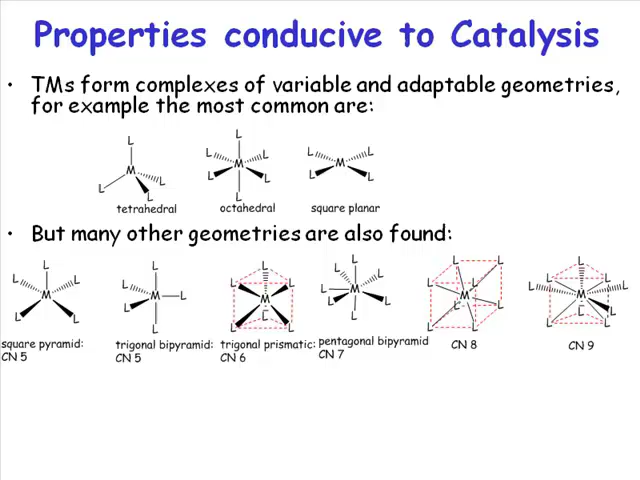 Properties conducive to Catalysis
• TMs form complexes of variable and adaptable geometries,
for example the most common are:
L L L L L M L
L L L L L M L L
L L M L L
tetrahedral octahedral square planar
• But many other geometries are also found:
L L L M L L
L L L M L L
L L L M L L L
L L L L M L L L
L L L L M L L L L
L L L L M L L L L L
square pyramid: trigonal bipyramid: trigonal prismatic: pentagonal bipyramid CN 8 CN 9
CN 5 CN 5 CN 6 CN 7